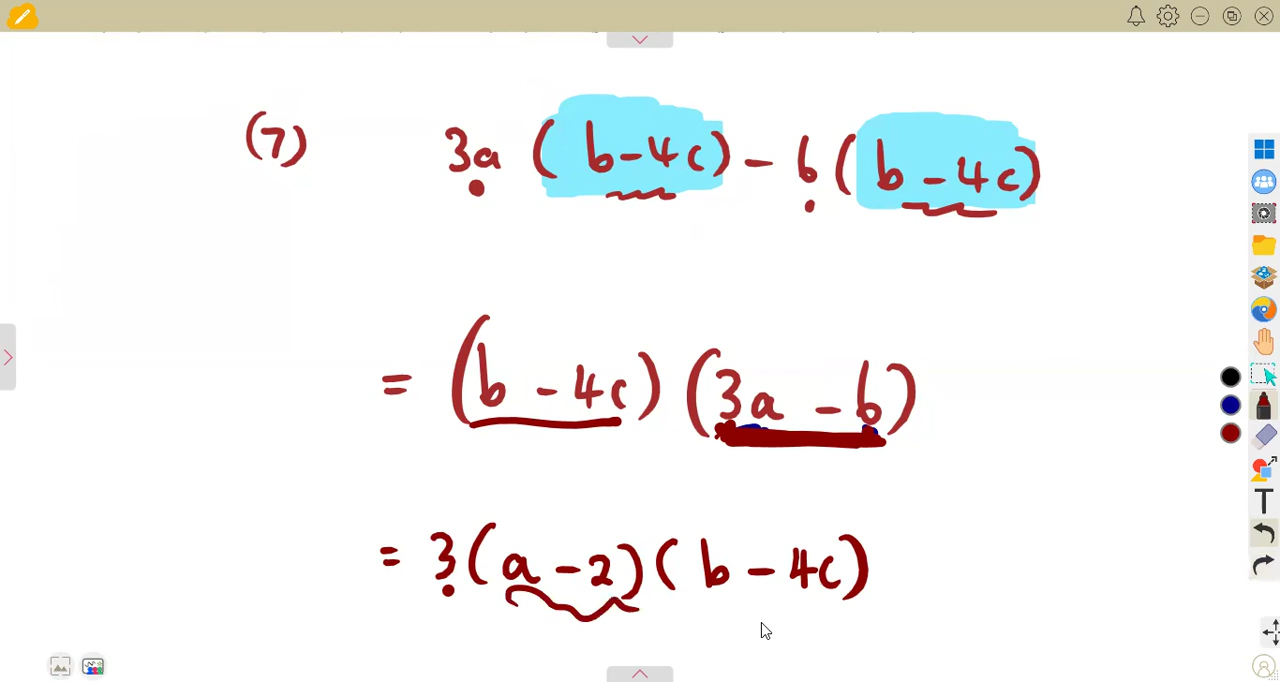 (7) 3a (b-4c) - 6 (b-4c)
= (b-4c) (3a - 6)
= 3(a-2)(b-4c)
T